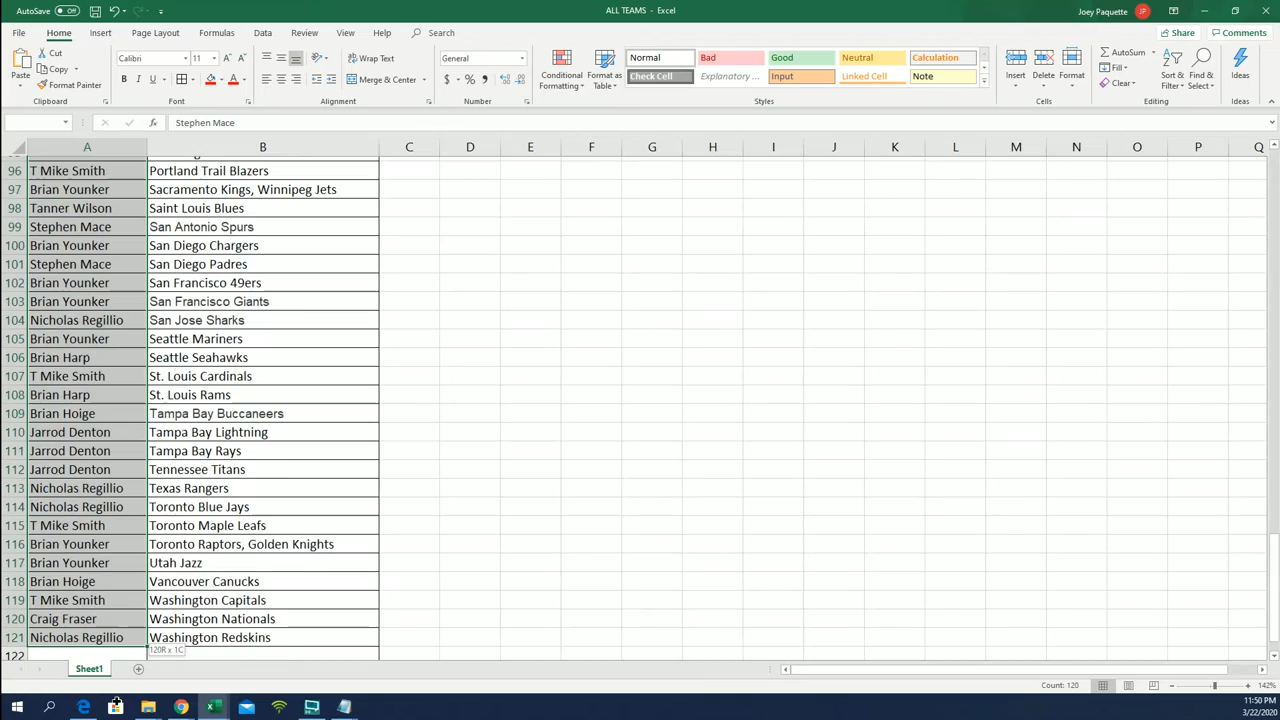 AutoSave Off ALL TEAMS - Excel Joey Paquette JP
File Home Insert Page Layout Formulas Data Review View Help Search Share Comments
Paste Cut Copy Format Painter Clipboard
Calibri 11 A A B I U A Font
Wrap Text Merge & Center Alignment
General $ % , Number
Conditional Formatting Format as Table
Normal Bad Good Neutral Calculation
Check Cell Explanatory ... Input Linked Cell Note
Styles
Insert Delete Format Cells
AutoSum Fill Clear Sort & Filter Find & Select Editing
Ideas Ideas
fx Stephen Mace
A B C D E F G H I J K L M N O P Q
96 T Mike Smith Portland Trail Blazers
97 Brian Younker Sacramento Kings, Winnipeg Jets
98 Tanner Wilson Saint Louis Blues
99 Stephen Mace San Antonio Spurs
100 Brian Younker San Diego Chargers
101 Stephen Mace San Diego Padres
102 Brian Younker San Francisco 49ers
103 Brian Younker San Francisco Giants
104 Nicholas Regillio San Jose Sharks
105 Brian Younker Seattle Mariners
106 Brian Harp Seattle Seahawks
107 T Mike Smith St. Louis Cardinals
108 Brian Harp St. Louis Rams
109 Brian Hoige Tampa Bay Buccaneers
110 Jarrod Denton Tampa Bay Lightning
111 Jarrod Denton Tampa Bay Rays
112 Jarrod Denton Tennessee Titans
113 Nicholas Regillio Texas Rangers
114 Nicholas Regillio Toronto Blue Jays
115 T Mike Smith Toronto Maple Leafs
116 Brian Younker Toronto Raptors, Golden Knights
117 Brian Younker Utah Jazz
118 Brian Hoige Vancouver Canucks
119 T Mike Smith Washington Capitals
120 Craig Fraser Washington Nationals
121 Nicholas Regillio Washington Redskins
122 120R x 1C
Sheet1
Count: 120 142%
11:50 PM
3/22/2020